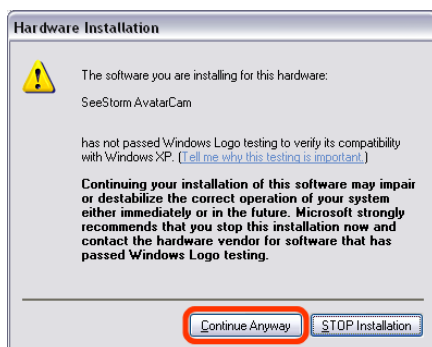 Hardware Installation
The software you are installing for this hardware:
SeeStorm AvatarCam
has not passed Windows Logo testing to verify its compatibility
with Windows XP. (Tell me why this testing is important.)
Continuing your installation of this software may impair
or destabilize the correct operation of your system
either immediately or in the future. Microsoft strongly
recommends that you stop this installation now and
contact the hardware vendor for software that has
passed Windows Logo testing.
Continue Anyway STOP Installation